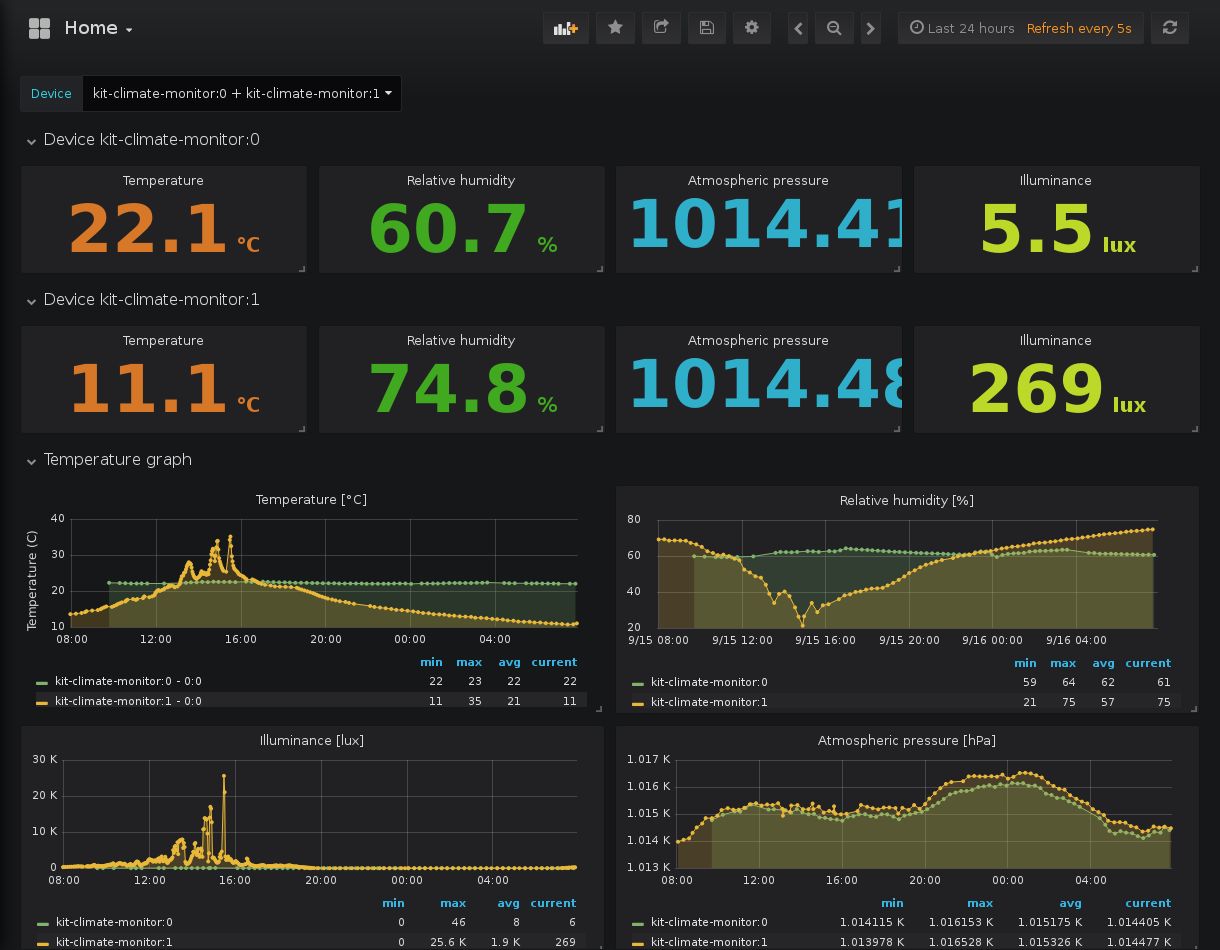 Home
Last 24 hours Refresh every 5s
Device kit-climate-monitor:0 + kit-climate-monitor:1
Device kit-climate-monitor:0
Temperature Relative humidity Atmospheric pressure Illuminance
22.1 °C 60.7 % 1014.41 5.5 lux
Device kit-climate-monitor:1
Temperature Relative humidity Atmospheric pressure Illuminance
11.1 °C 74.8 % 1014.48 269 lux
Temperature graph
Temperature [°C]
Temperature (C)
40
30
20
10
08:00 12:00 16:00 20:00 00:00 04:00
min max avg current
kit-climate-monitor:0 - 0:0 22 23 22 22
kit-climate-monitor:1 - 0:0 11 35 21 11
Relative humidity [%]
80
60
40
20
9/15 08:00 9/15 12:00 9/15 16:00 9/15 20:00 9/16 00:00 9/16 04:00
min max avg current
kit-climate-monitor:0 59 64 62 61
kit-climate-monitor:1 21 75 57 75
Illuminance [lux]
30 K
20 K
10 K
0
08:00 12:00 16:00 20:00 00:00 04:00
min max avg current
kit-climate-monitor:0 0 46 8 6
kit-climate-monitor:1 0 25.6 K 1.9 K 269
Atmospheric pressure [hPa]
1.017 K
1.016 K
1.015 K
1.014 K
1.013 K
08:00 12:00 16:00 20:00 00:00 04:00
min max avg current
kit-climate-monitor:0 1.014115 K 1.016153 K 1.015175 K 1.014405 K
kit-climate-monitor:1 1.013978 K 1.016528 K 1.015326 K 1.014477 K